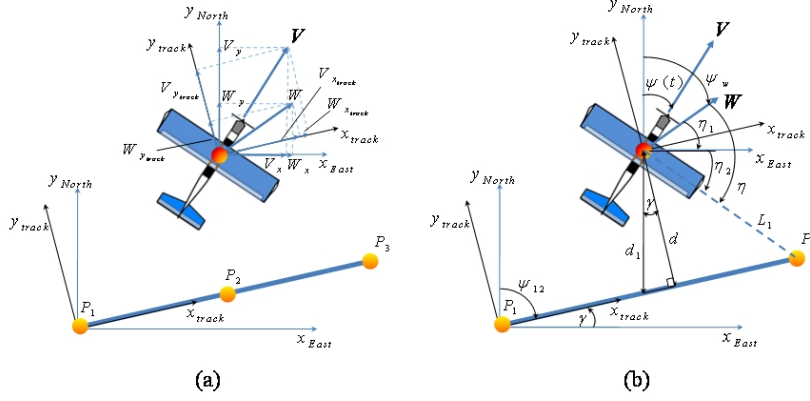 y North
y track
V
V y
V y track
W y
W
V x track
W x track
x track
W y track
V x
W x
x East
y North
y track
P 3
P 2
P 1
x track
x East
(a)
y North
y track
V
ψ (t)
ψ w
W
η 1
x track
x East
η 2
η
y North
γ
L 1
y track
d 1
d
P
ψ 12
P 1
x track
γ
x East
(b)